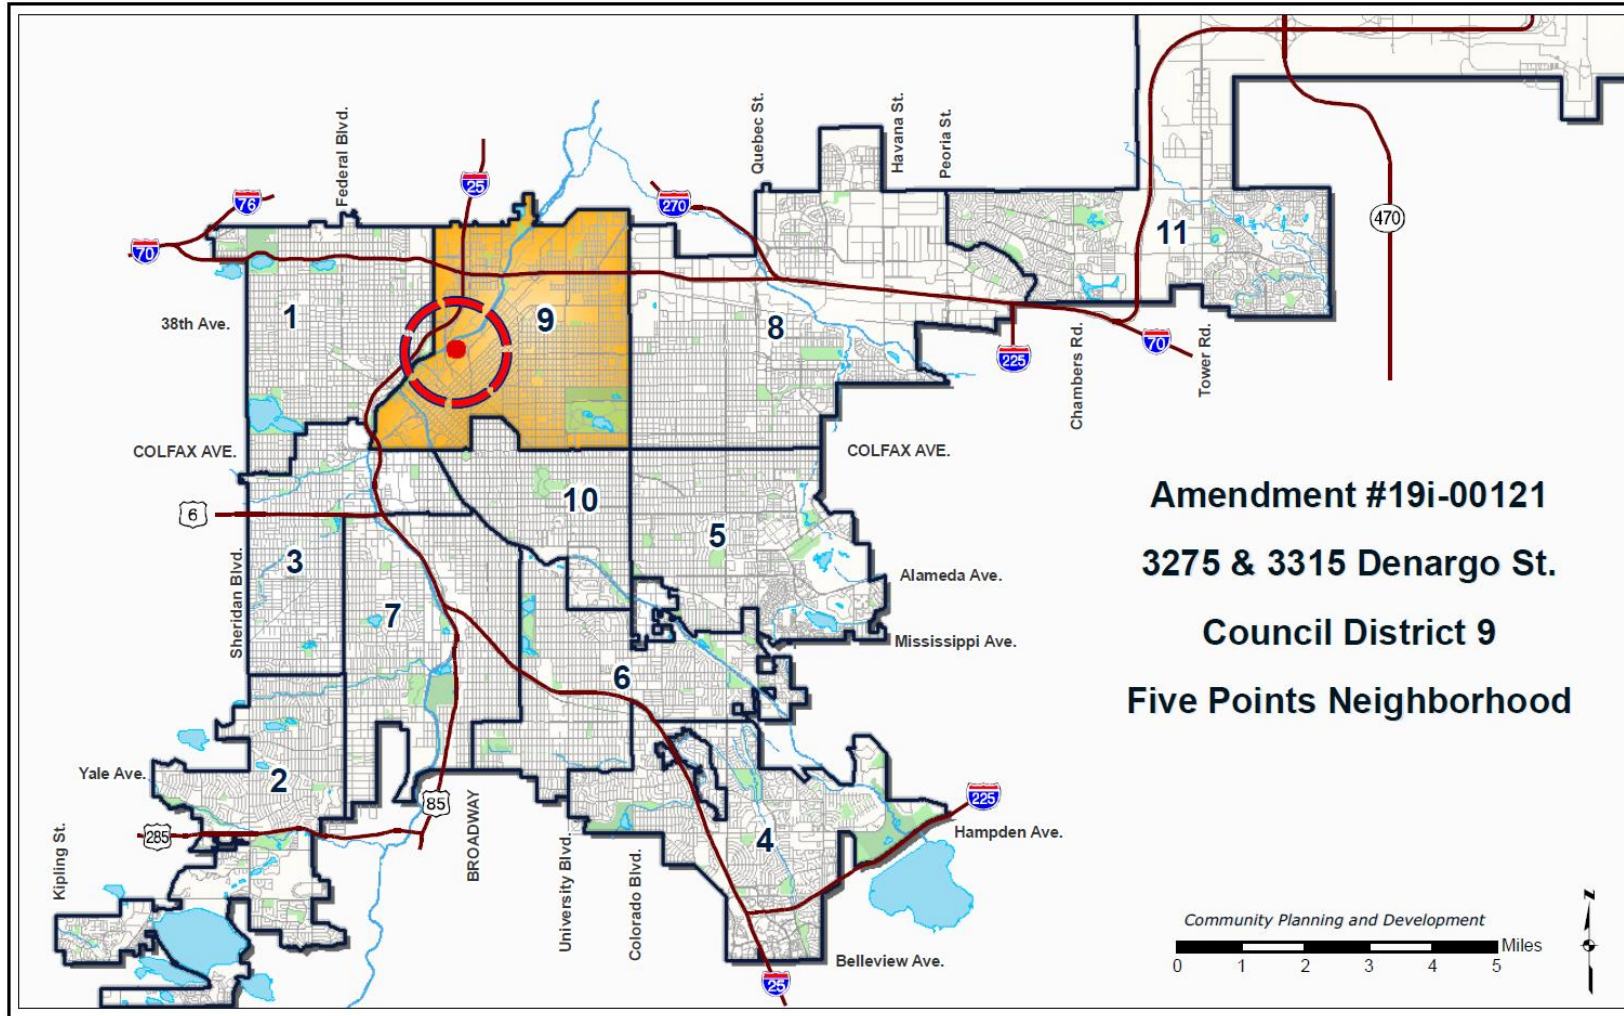 Federal Blvd.
Quebec St.
Havana St.
Peoria St.
25
76
270
70
470
11
38th Ave.
1
9
8
225
Chambers Rd.
70
Tower Rd.
COLFAX AVE.
COLFAX AVE.
6
10
5
3
Sheridan Blvd.
7
Alameda Ave.
Mississippi Ave.
6
Amendment #19i-00121
3275 & 3315 Denargo St.
Council District 9
Five Points Neighborhood
Yale Ave.
2
85
285
BROADWAY
225
Hampden Ave.
4
Kipling St.
University Blvd.
Colorado Blvd.
Belleview Ave.
25
Community Planning and Development
Miles
0 1 2 3 4 5
z